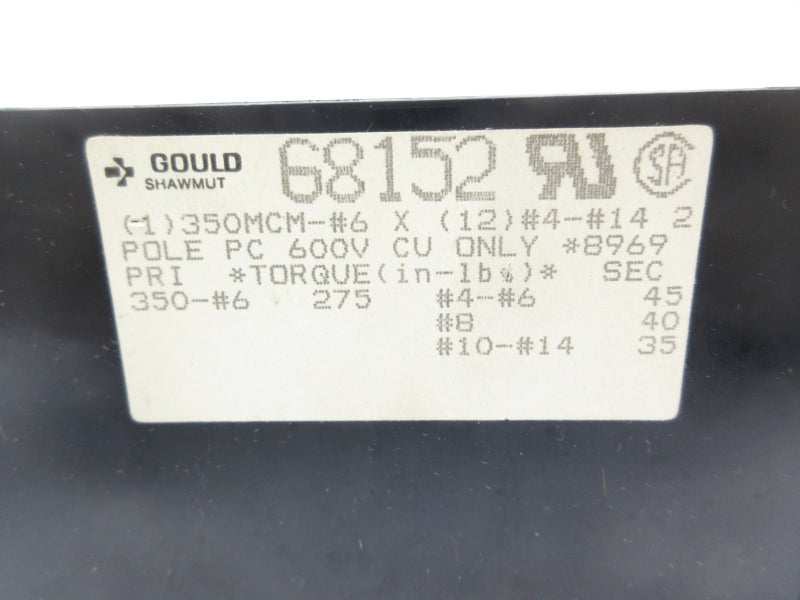 GOULD
SHAWMUT
68152
(-1)350MCM-#6 X (12)#4-#14 2
POLE PC 600V CU ONLY *8969
PRI *TORQUE(in-lbs)* SEC
350-#6 275 #4-#6 45
#8 40
#10-#14 35